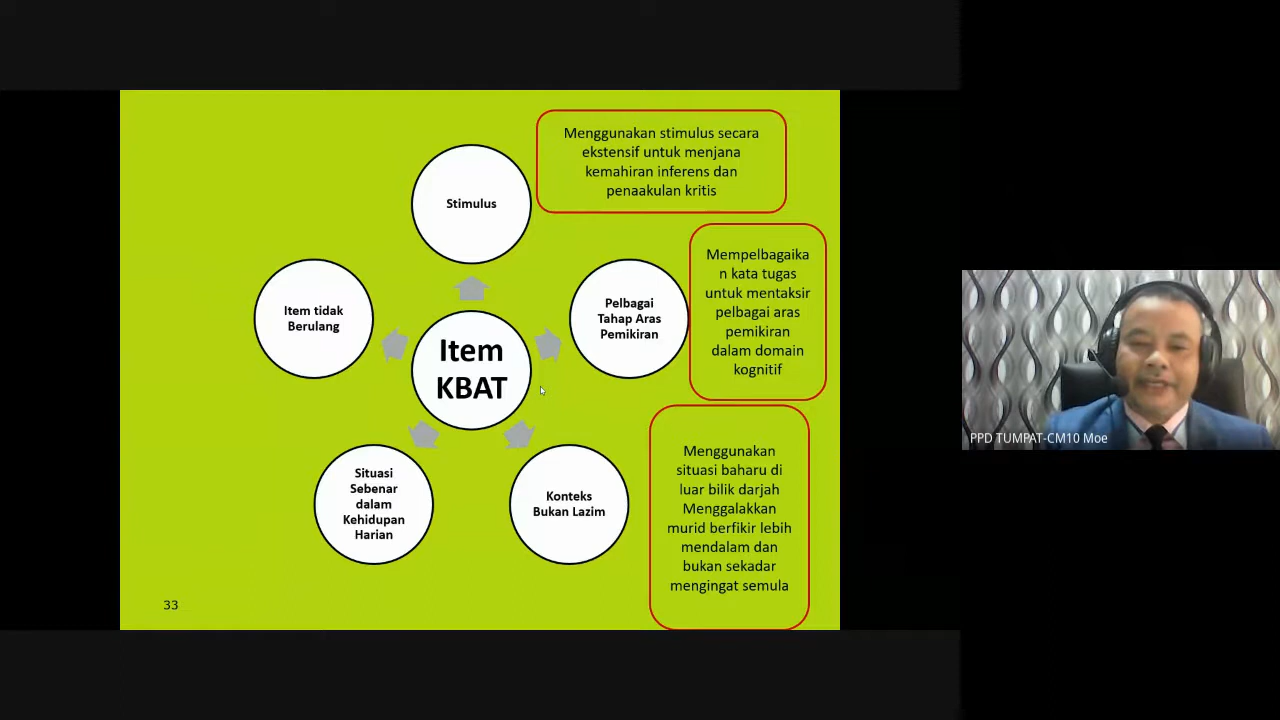 Menggunakan stimulus secara
ekstensif untuk menjana
kemahiran inferens dan
penaakulan kritis
Stimulus
Mempelbagaika
n kata tugas
untuk mentaksir
pelbagai aras
pemikiran
dalam domain
kognitif
Item tidak
Berulang
Pelbagai
Tahap Aras
Pemikiran
Item
KBAT
Situasi
Sebenar
dalam
Kehidupan
Harian
Konteks
Bukan Lazim
Menggunakan
situasi baharu di
luar bilik darjah
Menggalakkan
murid berfikir lebih
mendalam dan
bukan sekadar
mengingat semula
33
PPD TUMPAT-CM10 Moe